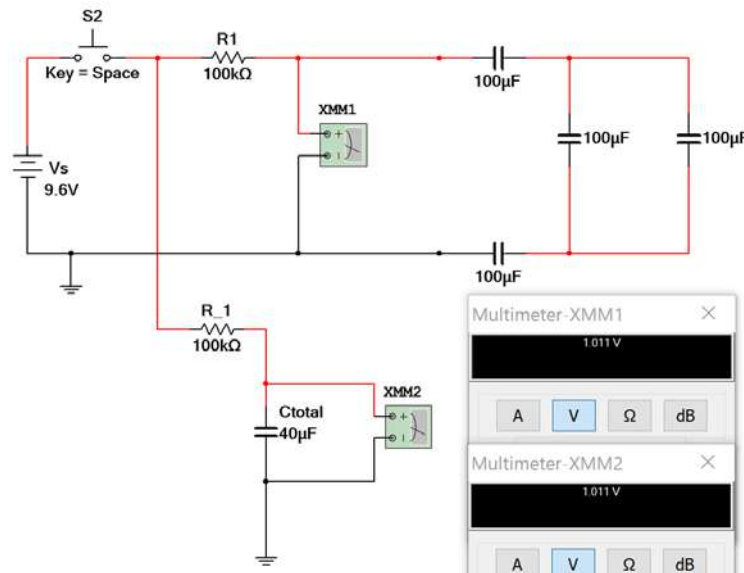 S2
Key = Space
R1
100kΩ
100µF
XMM1
+
−
Vs
9.6V
100µF
100µF
100µF
R_1
100kΩ
XMM2
+
−
Ctotal
40µF
Multimeter-XMM1 ×
1.011 V
A V Ω dB
Multimeter-XMM2 ×
1.011 V
A V Ω dB